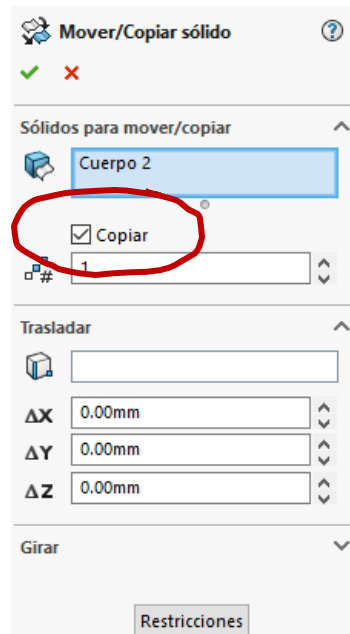 Mover/Copiar sólido
Sólidos para mover/copiar
Cuerpo 2
Copiar
#
1
Trasladar
ΔX 0.00mm
ΔY 0.00mm
ΔZ 0.00mm
Girar
Restricciones